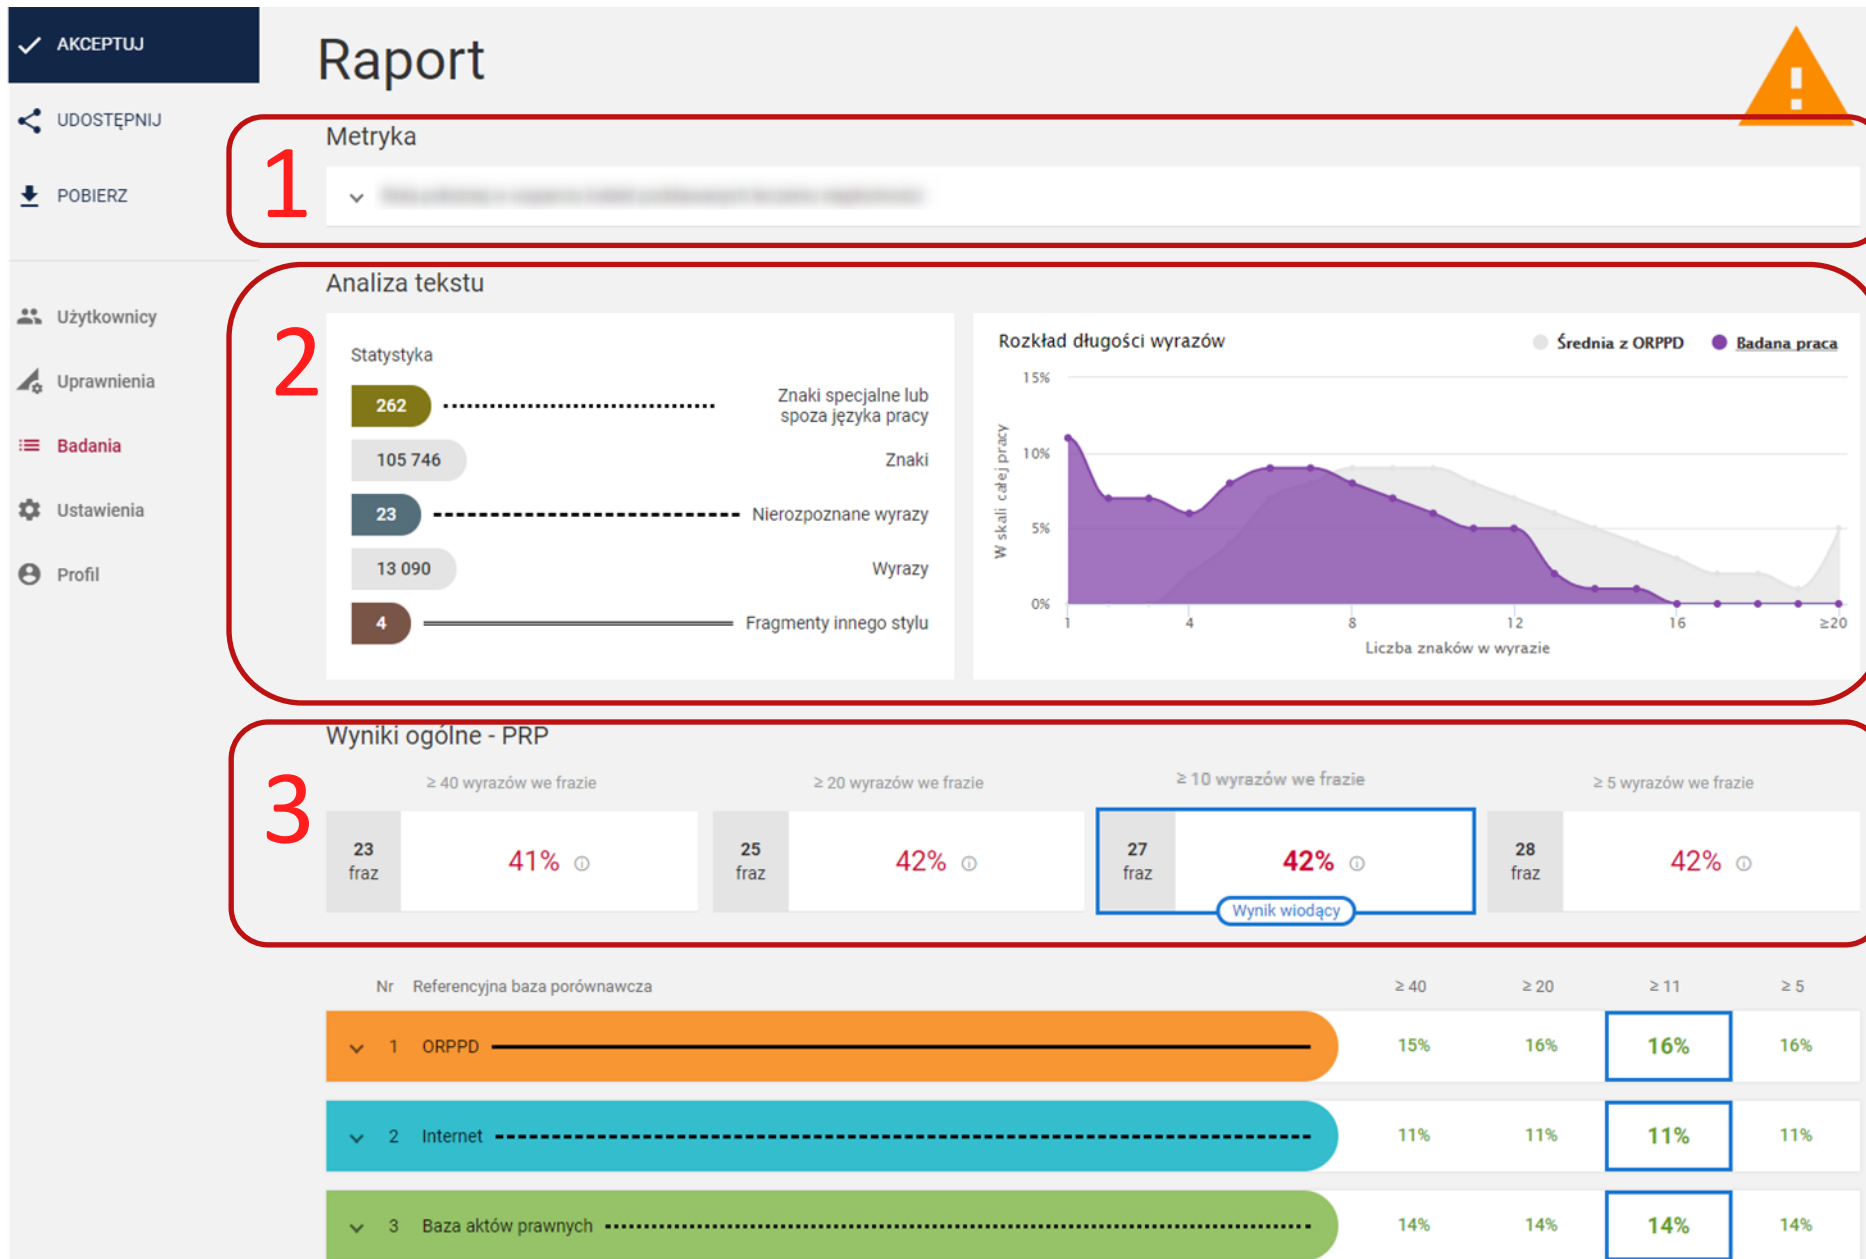 AKCEPTUJ
UDOSTĘPNIJ
POBIERZ
Użytkownicy
Uprawnienia
Badania
Ustawienia
Profil
Raport
1
Metryka
2
Analiza tekstu
Statystyka
262 Znaki specjalne lub
spoza języka pracy
105 746 Znaki
23 Nierozpoznane wyrazy
13 090 Wyrazy
4 Fragmenty innego stylu
Rozkład długości wyrazów
Średnia z ORPPD Badana praca
W skali całej pracy
15%
10%
5%
0%
1 4 8 12 16 ≥20
Liczba znaków w wyrazie
3
Wyniki ogólne - PRP
≥ 40 wyrazów we frazie ≥ 20 wyrazów we frazie ≥ 10 wyrazów we frazie ≥ 5 wyrazów we frazie
23 fraz 41% 25 fraz 42% 27 fraz 42% 28 fraz 42%
Wynik wiodący
Nr Referencyjna baza porównawcza ≥ 40 ≥ 20 ≥ 11 ≥ 5
1 ORPPD 15% 16% 16% 16%
2 Internet 11% 11% 11% 11%
3 Baza aktów prawnych 14% 14% 14% 14%